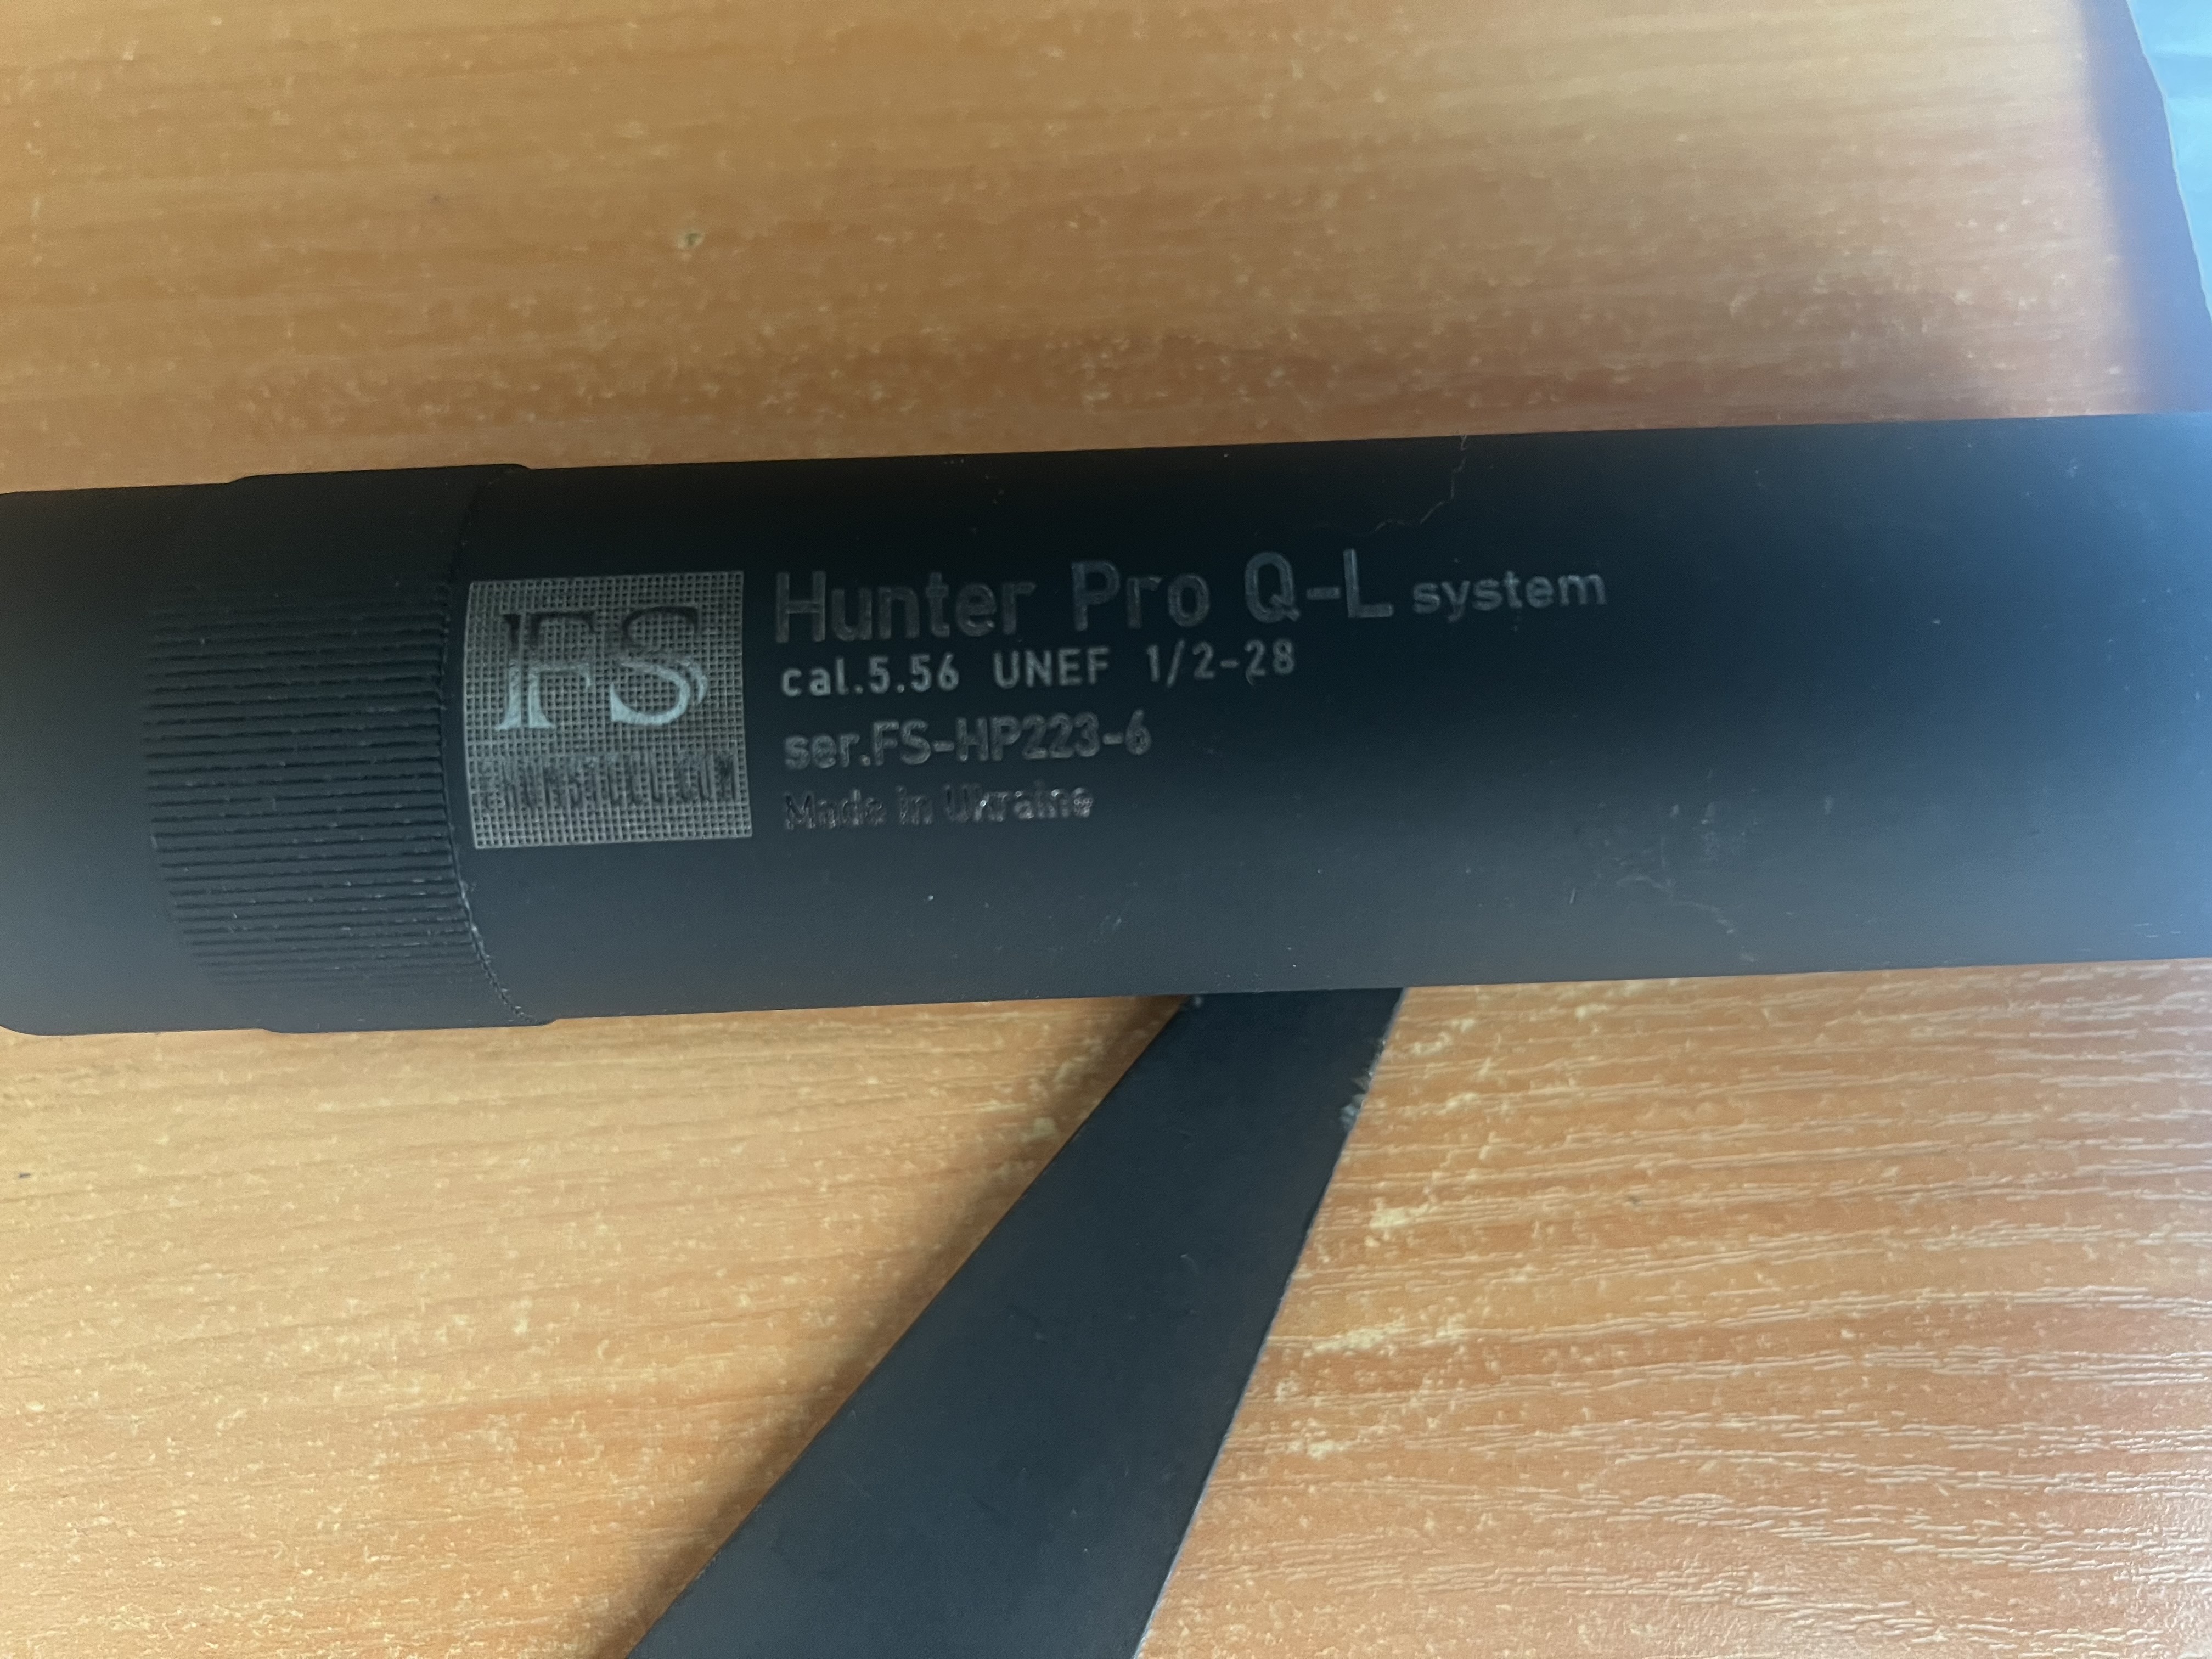 FS
Hunter Pro Q-L system
cal.5.56 UNEF 1/2-28
ser.FS-HP223-6
Made in Ukraine